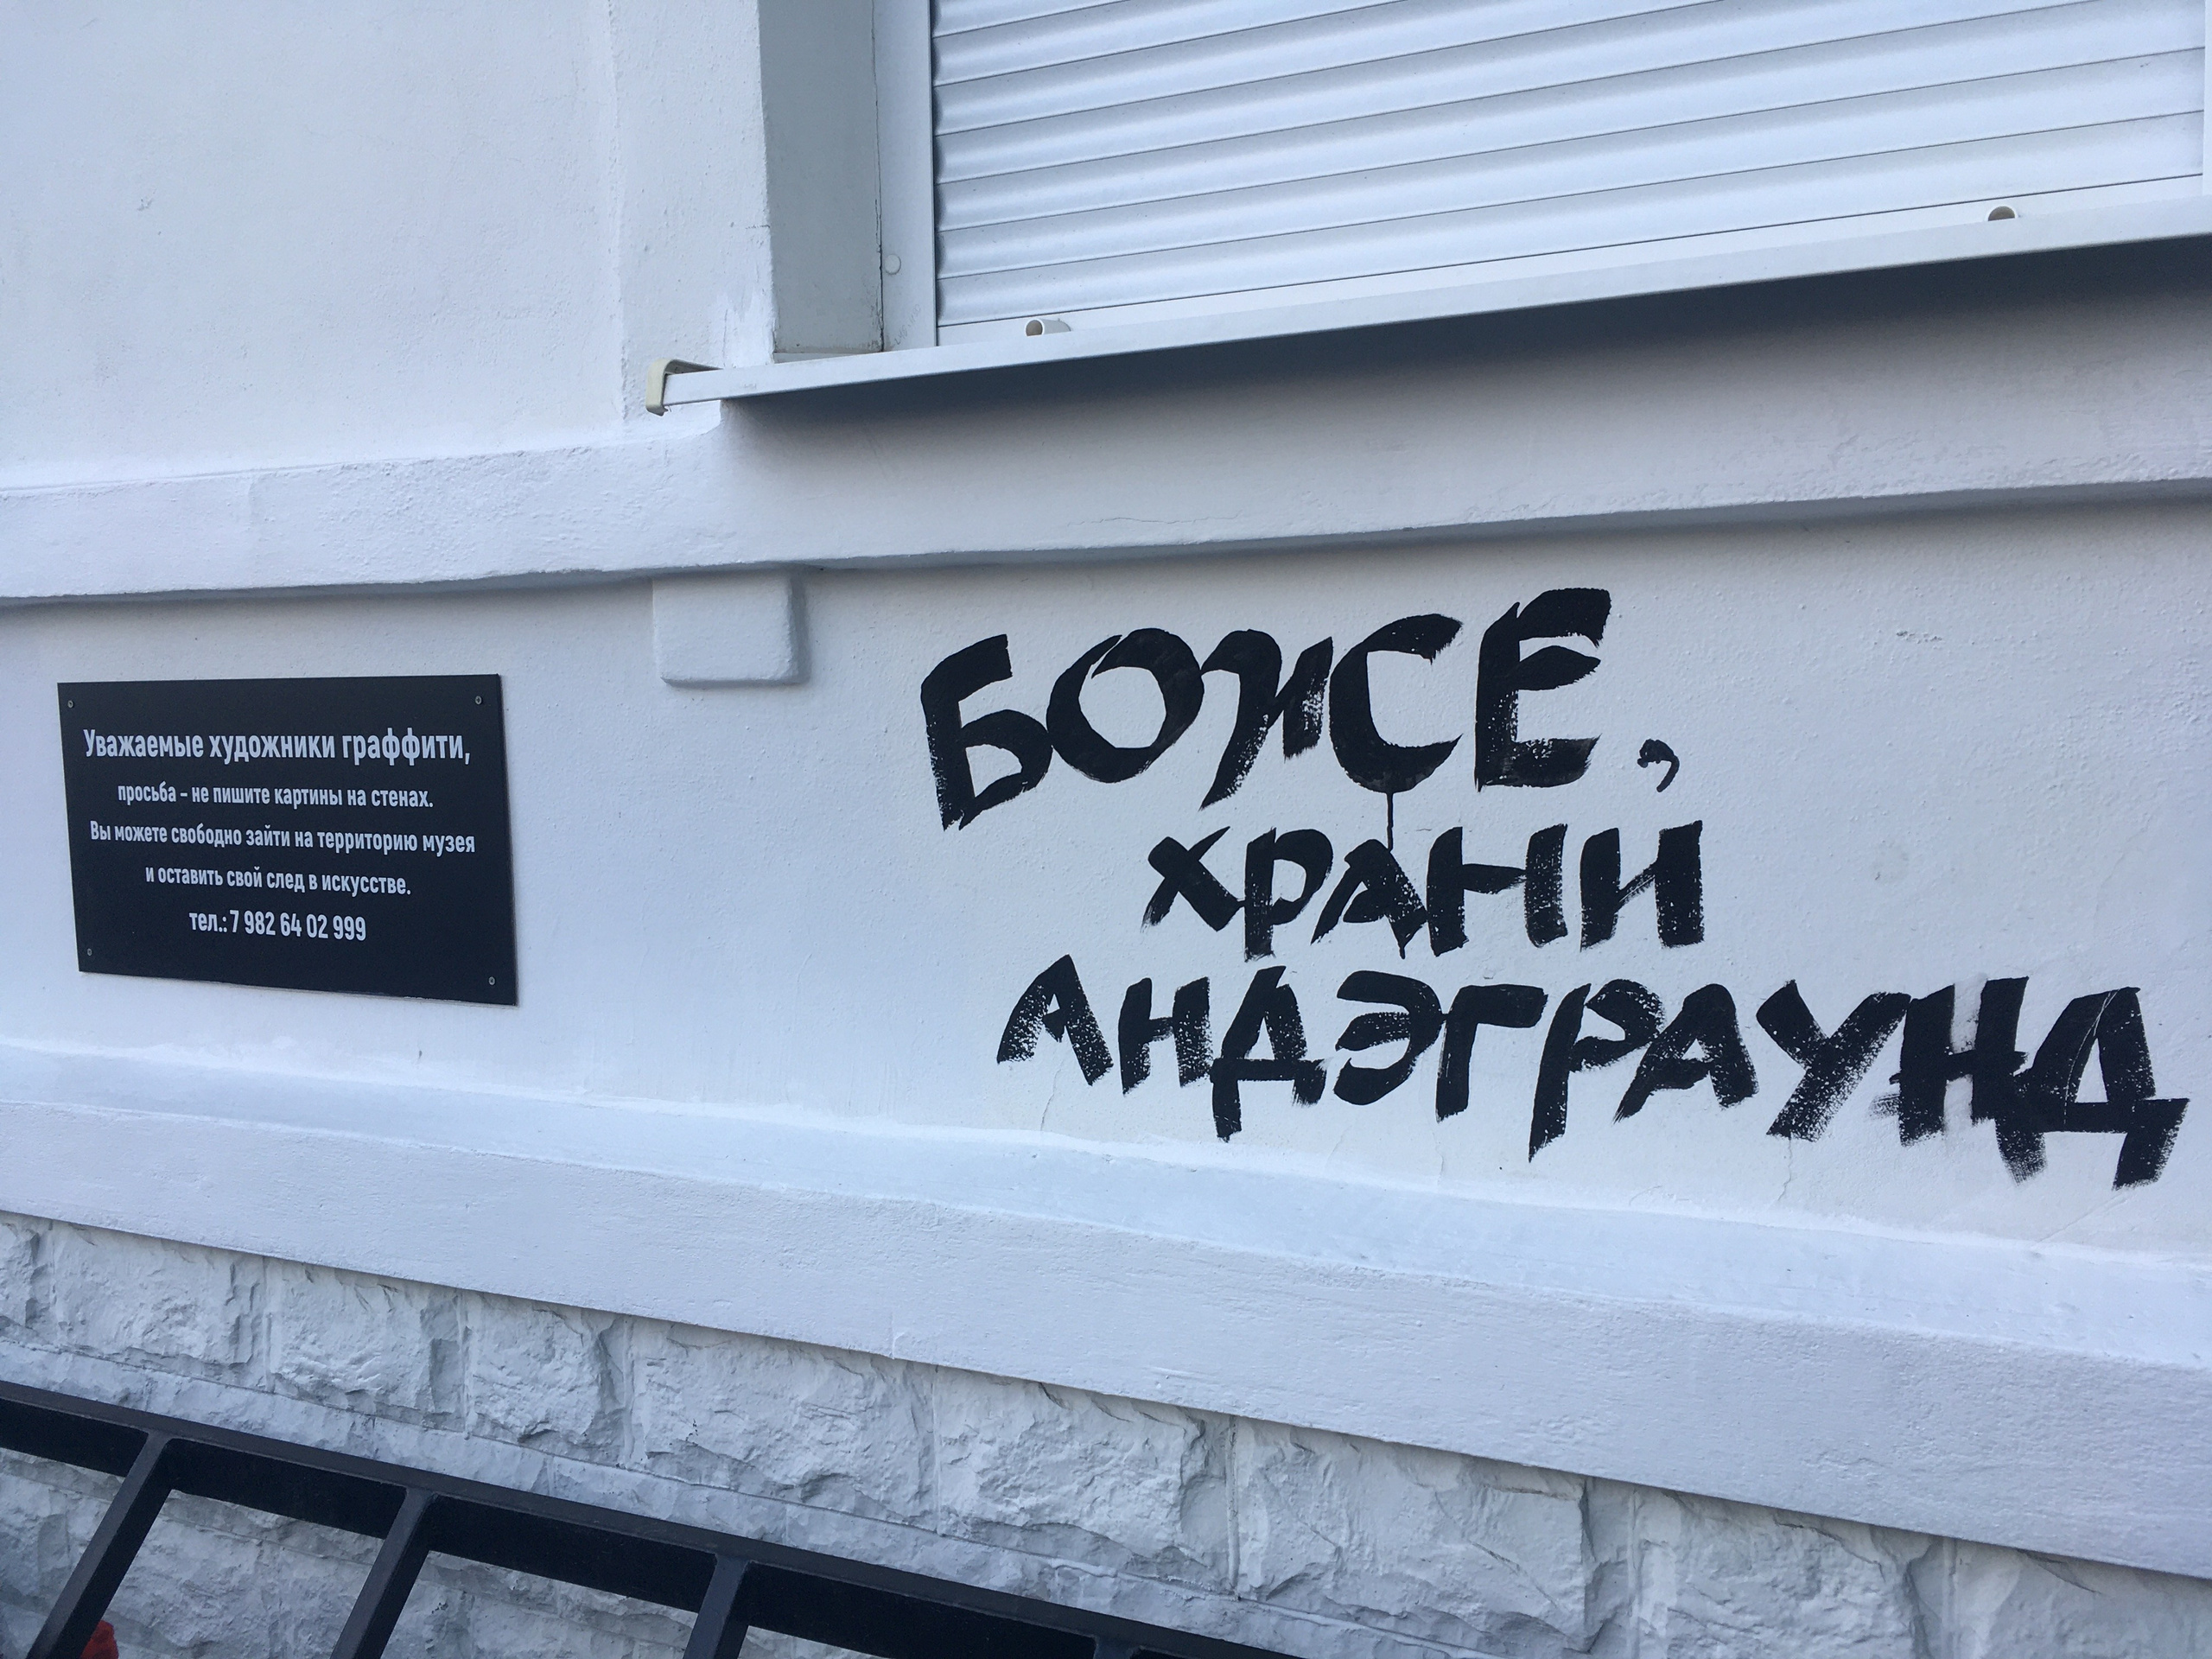 Уважаемые художники граффити,
просьба - не пишите картины на стенах.
Вы можете свободно зайти на территорию музея
и оставить свой след в искусстве.
тел.: 7 982 64 02 999
БОЖЕ,
ХРАНИ
АНДЭГРАУНД